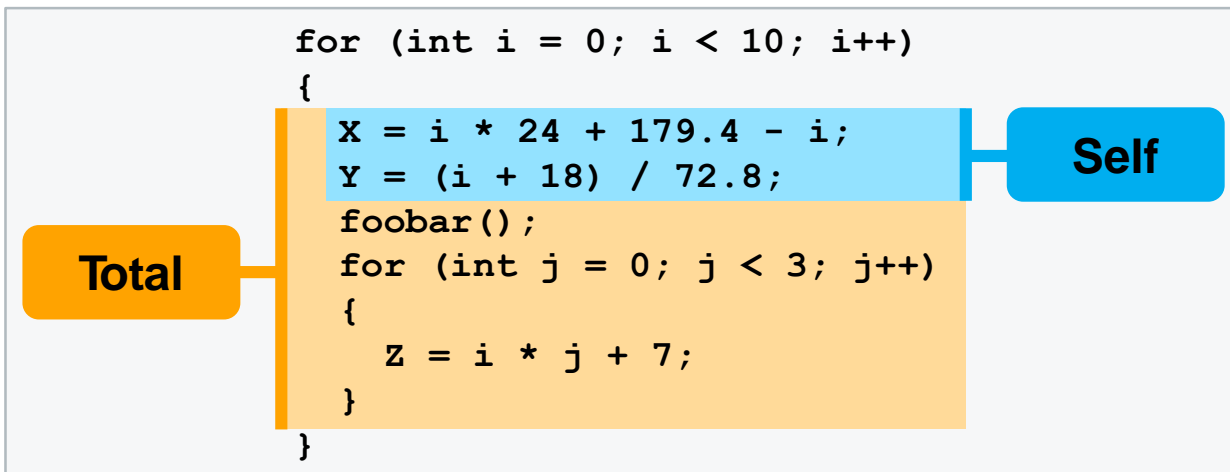 for (int i = 0; i < 10; i++)
{
X = i * 24 + 179.4 - i;
Y = (i + 18) / 72.8;
Self
foobar();
Total
for (int j = 0; j < 3; j++)
{
Z = i * j + 7;
}
}